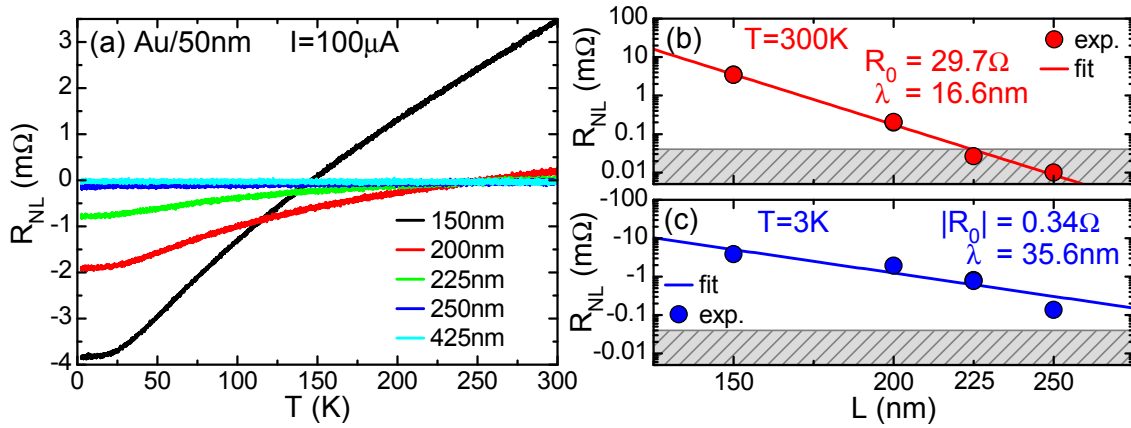 (a) Au/50nm I=100μA
R_NL (mΩ)
3
2
1
0
-1
-2
-3
-4
150nm
200nm
225nm
250nm
425nm
0 50 100 150 200 250 300
T (K)
(b) T=300K
exp.
fit
R_0 = 29.7Ω
λ = 16.6nm
R_NL (mΩ)
100
10
1
0.1
0.01
(c) T=3K
|R_0| = 0.34Ω
λ = 35.6nm
fit
exp.
R_NL (mΩ)
-100
-10
-1
-0.1
-0.01
150 200 225 250
L (nm)